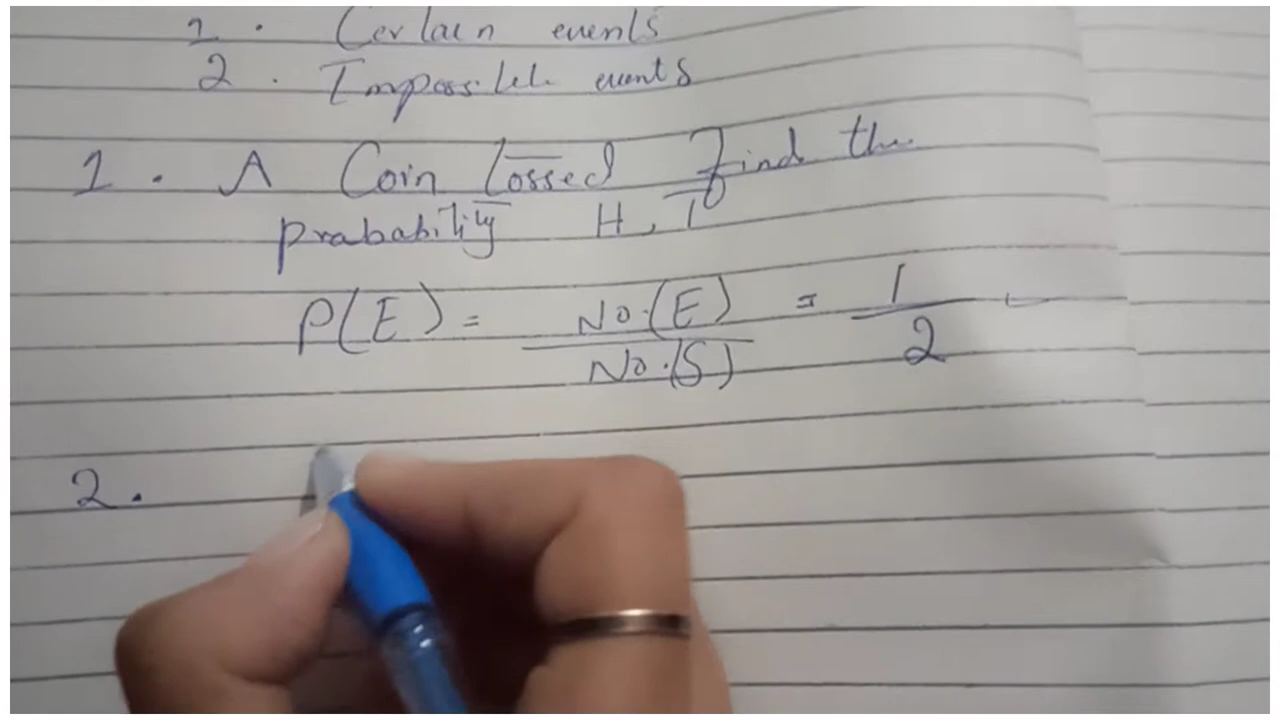 1. Certain events
2. Impossible events
1. A Coin tossed find the
probability H, T
P(E) = No.(E) / No.(S) = 1 / 2
2.